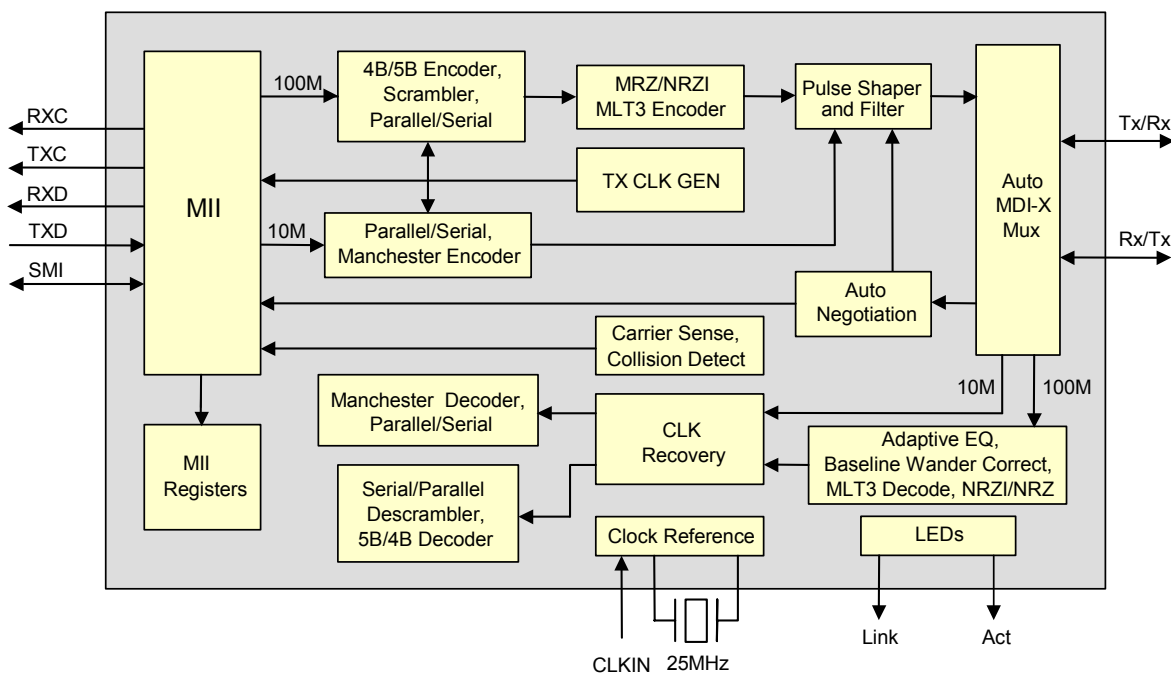 RXC
TXC
RXD
TXD
SMI
MII
100M
10M
4B/5B Encoder,
Scrambler,
Parallel/Serial
MRZ/NRZI
MLT3 Encoder
Pulse Shaper
and Filter
TX CLK GEN
Parallel/Serial,
Manchester Encoder
Auto
MDI-X
Mux
Tx/Rx
Rx/Tx
Auto
Negotiation
Carrier Sense,
Collision Detect
10M
100M
Manchester Decoder,
Parallel/Serial
CLK
Recovery
Adaptive EQ,
Baseline Wander Correct,
MLT3 Decode, NRZI/NRZ
MII
Registers
Serial/Parallel
Descrambler,
5B/4B Decoder
Clock Reference
LEDs
CLKIN
25MHz
Link
Act